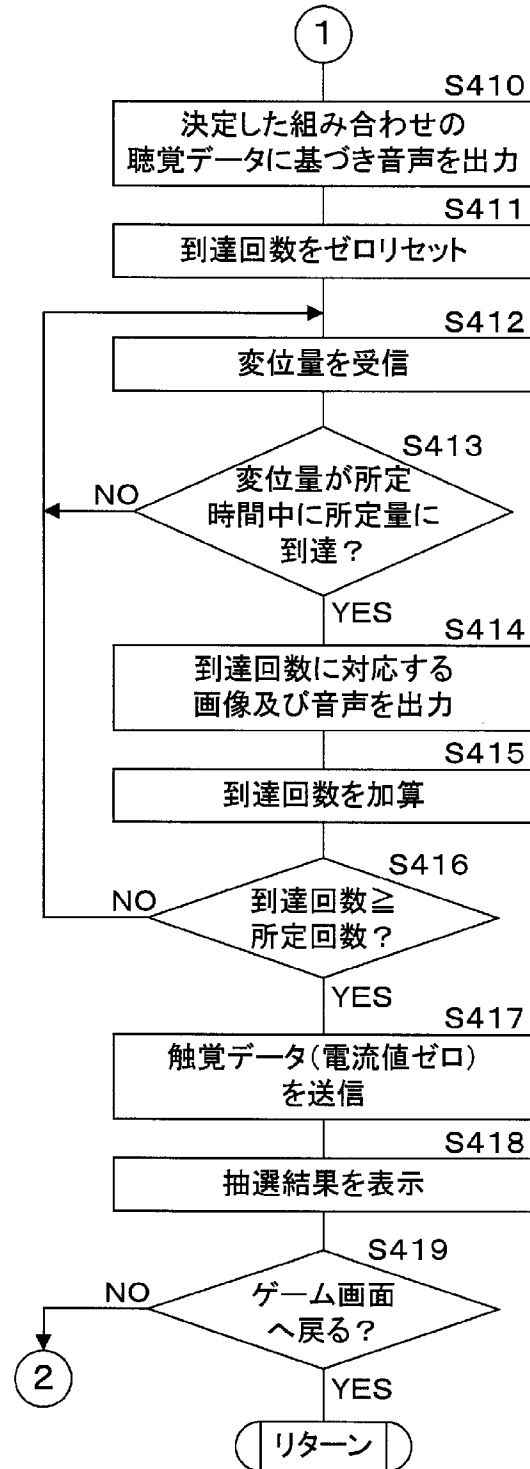 1
S410
決定した組み合わせの
聴覚データに基づき音声を出力
S411
到達回数をゼロリセット
S412
変位量を受信
S413
変位量が所定
時間中に所定量に
到達?
NO
YES
S414
到達回数に対応する
画像及び音声を出力
S415
到達回数を加算
S416
到達回数≧
所定回数?
NO
YES
S417
触覚データ(電流値ゼロ)
を送信
S418
抽選結果を表示
S419
ゲーム画面
へ戻る?
NO
2
YES
リターン